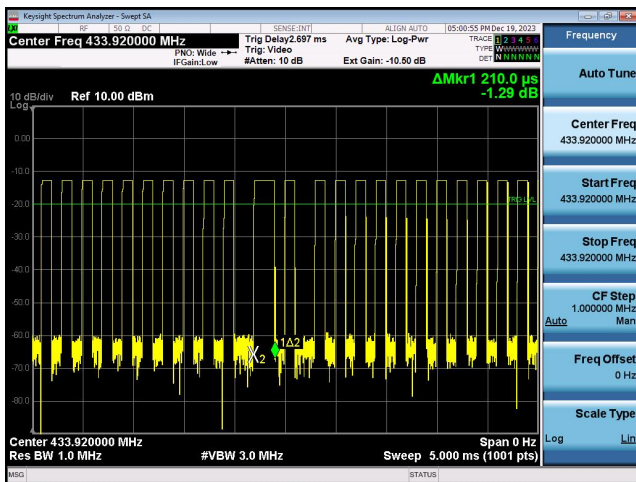 Keysight Spectrum Analyzer - Swept SA
RF 50 Ω DC SENSE:INT ALIGN AUTO 05:00:55 PM Dec 19, 2023
Center Freq 433.920000 MHz
PNO: Wide
IFGain:Low
Trig Delay2.697 ms
Trig: Video
#Atten: 10 dB
Avg Type: Log-Pwr
Ext Gain: -10.50 dB
TRACE 1 2 3 4 5 6
TYPE WWWWWW
DET N N N N N N
ΔMkr1 210.0 µs
-1.29 dB
10 dB/div Ref 10.00 dBm
Log
0.00
-10.0
-20.0
TRIG LVL
-30.0
-40.0
-50.0
-60.0
X2 1Δ2
-70.0
-80.0
Center 433.920000 MHz Span 0 Hz
Res BW 1.0 MHz #VBW 3.0 MHz Sweep 5.000 ms (1001 pts)
MSG STATUS
Frequency
Auto Tune
Center Freq
433.920000 MHz
Start Freq
433.920000 MHz
Stop Freq
433.920000 MHz
CF Step
1.000000 MHz
Auto Man
Freq Offset
0 Hz
Scale Type
Log Lin